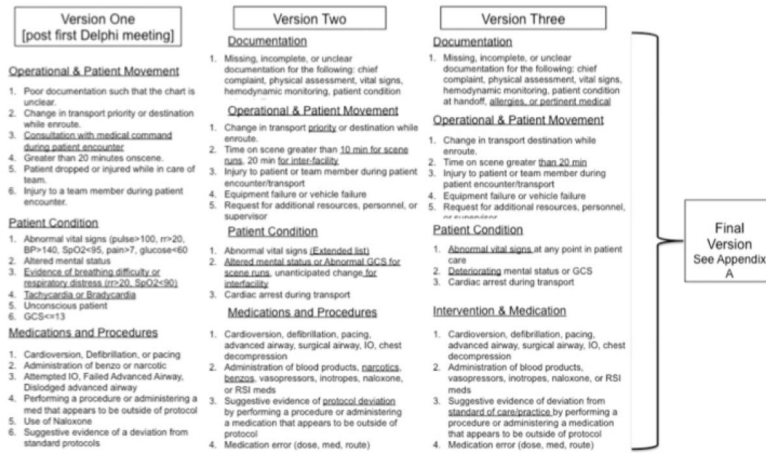 Version One
[post first Delphi meeting]
Operational & Patient Movement
1. Poor documentation such that the chart is
unclear.
2. Change in transport priority or destination
while enroute.
3. Consultation with medical command
during patient encounter
4. Greater than 20 minutes onscene.
5. Patient dropped or injured while in care of
team.
6. Injury to a team member during patient
encounter.
Patient Condition
1. Abnormal vital signs (pulse>100, rr>20,
BP>140, SpO2<95, pain>7, glucose<60
2. Altered mental status
3. Evidence of breathing difficulty or
respiratory distress (rr>20, SpO2<90)
4. Tachycardia or Bradycardia
5. Unconscious patient
6. GCS<=13
Medications and Procedures
1. Cardioversion, Defibrillation, or pacing
2. Administration of benzo or narcotic
3. Attempted IO, Failed Advanced Airway,
Dislodged advanced airway
4. Performing a procedure or administering a
med that appears to be outside of protocol
5. Use of Naloxone
6. Suggestive evidence of a deviation from
standard protocols
Version Two
Documentation
1. Missing, incomplete, or unclear
documentation for the following: chief
complaint, physical assessment, vital signs,
hemodynamic monitoring, patient condition
Operational & Patient Movement
1. Change in transport priority or destination while
enroute.
2. Time on scene greater than 10 min for scene
runs, 20 min for inter-facility
3. Injury to patient or team member during patient
encounter/transport
4. Equipment failure or vehicle failure
5. Request for additional resources, personnel, or
supervisor
Patient Condition
1. Abnormal vital signs (Extended list)
2. Altered mental status or Abnormal GCS for
scene runs, unanticipated change for
interfacility
3. Cardiac arrest during transport
Medications and Procedures
1. Cardioversion, defibrillation, pacing,
advanced airway, surgical airway, IO, chest
decompression
2. Administration of blood products, narcotics,
benzos, vasopressors, inotropes, naloxone,
or RSI meds
3. Suggestive evidence of protocol deviation
by performing a procedure or administering
a medication that appears to be outside of
protocol
4. Medication error (dose, med, route)
Version Three
Documentation
1. Missing, incomplete, or unclear
documentation for the following: chief
complaint, physical assessment, vital signs,
hemodynamic monitoring, patient condition
at handoff, allergies, or pertinent medical
Operational & Patient Movement
1. Change in transport destination while
enroute.
2. Time on scene greater than 20 min
3. Injury to patient or team member during
patient encounter/transport
4. Equipment failure or vehicle failure
5. Request for additional resources, personnel,
Patient Condition
1. Abnormal vital signs at any point in patient
care
2. Deteriorating mental status or GCS
3. Cardiac arrest during transport
Intervention & Medication
1. Cardioversion, defibrillation, pacing,
advanced airway, surgical airway, IO, chest
decompression
2. Administration of blood products,
vasopressors, inotropes, naloxone, or RSI
meds
3. Suggestive evidence of deviation from
standard of care/practice by performing a
procedure or administering a medication
that appears to be outside of protocol
4. Medication error (dose, med, route)
Final
Version
See Appendix
A